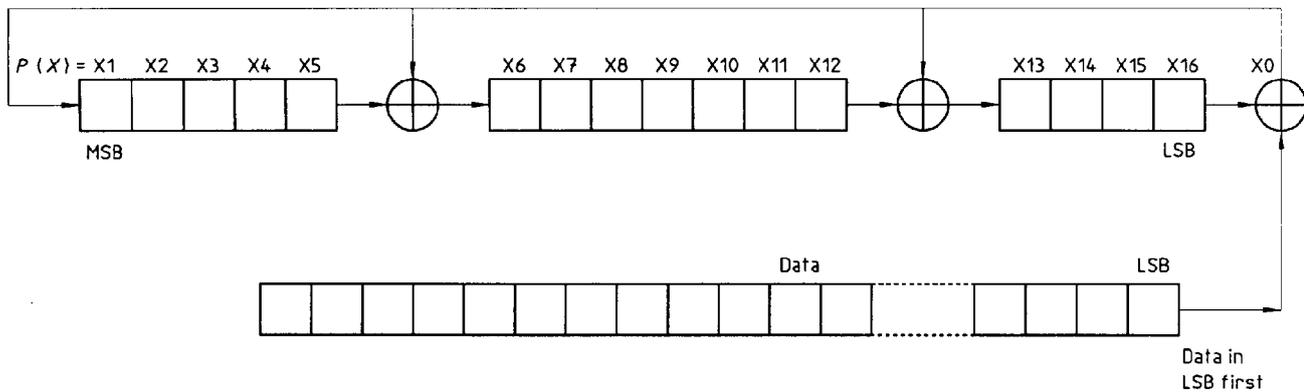 P (X) = X1 X2 X3 X4 X5 X6 X7 X8 X9 X10 X11 X12 X13 X14 X15 X16 X0
MSB LSB
Data LSB
Data in
LSB first